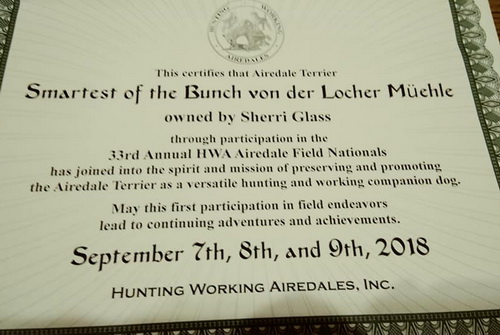 HUNTING WORKING
AIREDALES
This certifies that Airedale Terrier
Smartest of the Bunch von der Locher Müehle
owned by Sherri Glass
through participation in the
33rd Annual HWA Airedale Field Nationals
has joined into the spirit and mission of preserving and promoting
the Airedale Terrier as a versatile hunting and working companion dog.
May this first participation in field endeavors
lead to continuing adventures and achievements.
September 7th, 8th, and 9th, 2018
HUNTING WORKING AIREDALES, INC.